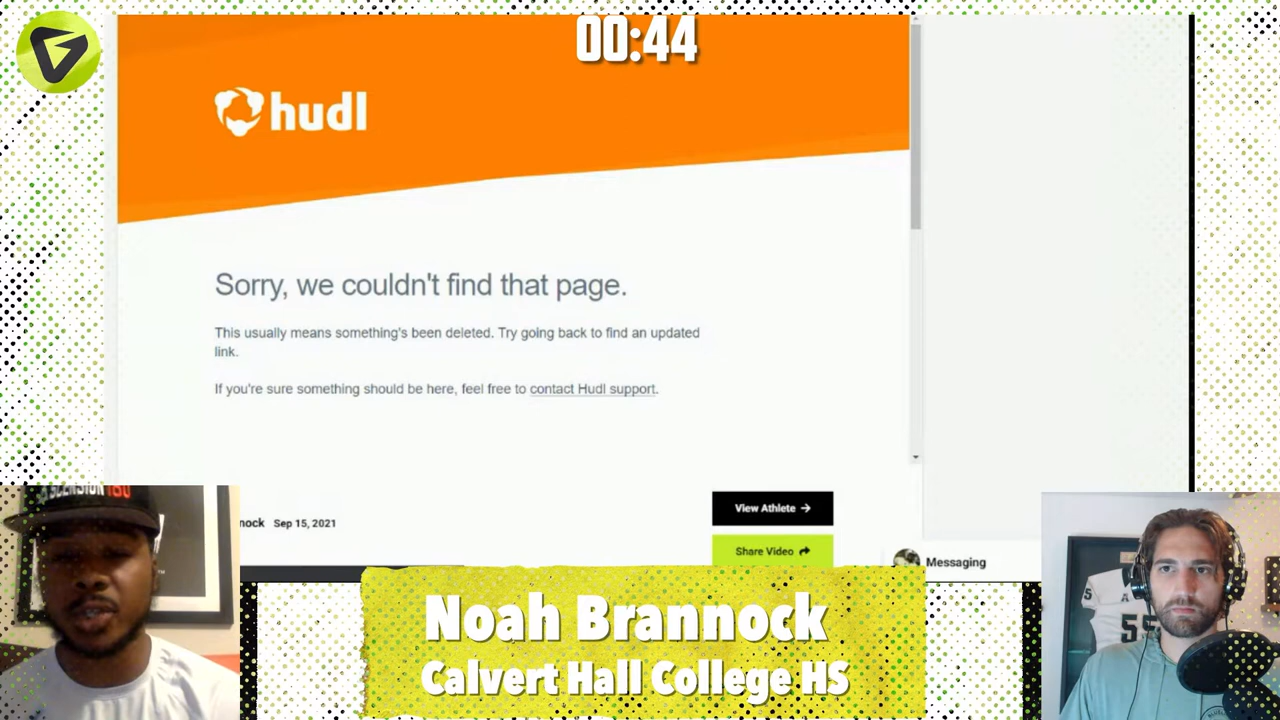 00:44
hudl
Sorry, we couldn't find that page.
This usually means something's been deleted. Try going back to find an updated
link.
If you're sure something should be here, feel free to contact Hudl support.
nock Sep 15, 2021
View Athlete
Share Video
Messaging
Noah Brannock
Calvert Hall College HS